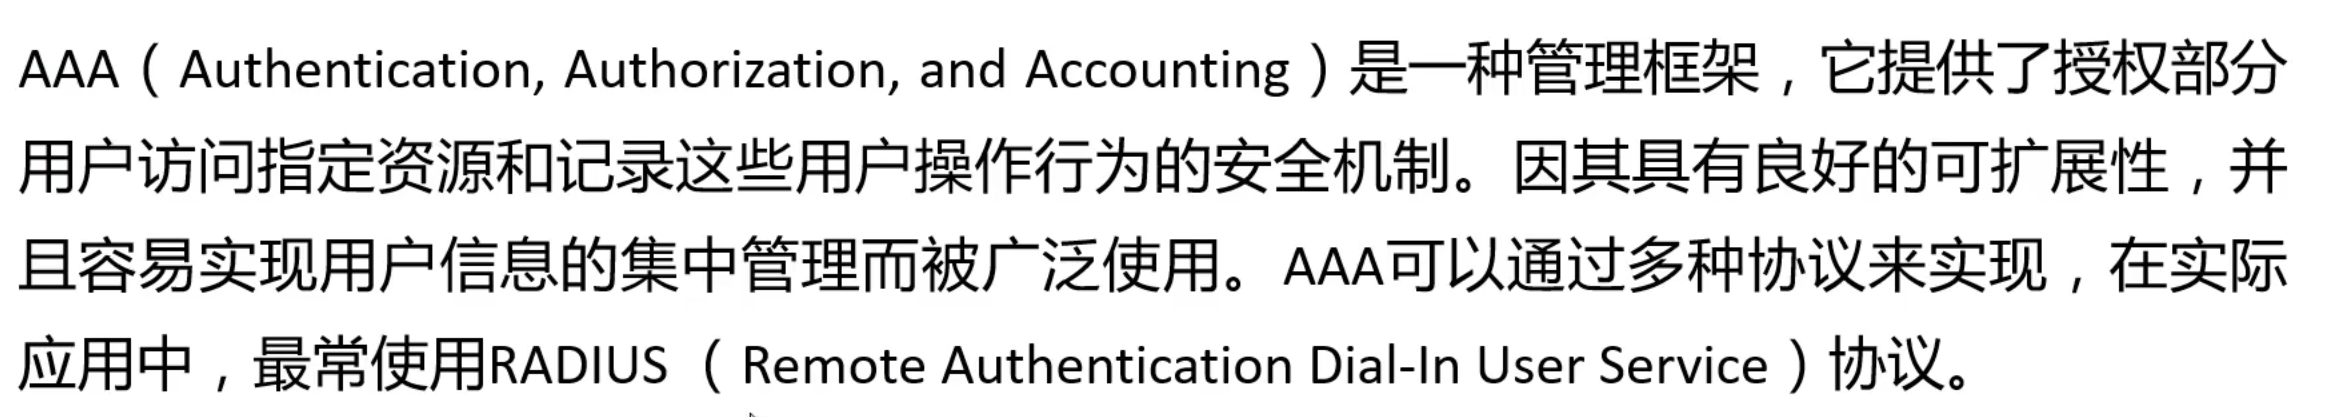 AAA（Authentication, Authorization, and Accounting）是一种管理框架，它提供了授权部分
用户访问指定资源和记录这些用户操作行为的安全机制。因其具有良好的可扩展性，并
且容易实现用户信息的集中管理而被广泛使用。AAA可以通过多种协议来实现，在实际
应用中，最常使用RADIUS （Remote Authentication Dial-In User Service）协议。